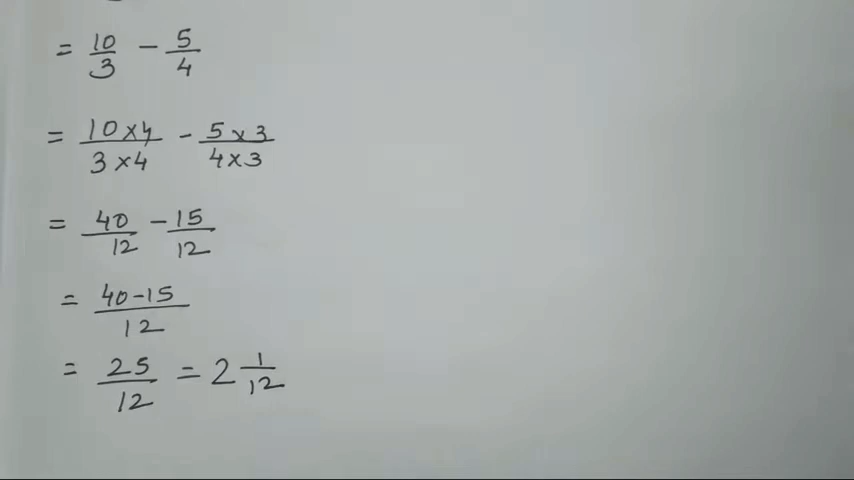 = 10/3 - 5/4
= 10×4/3×4 - 5×3/4×3
= 40/12 - 15/12
= 40-15/12
= 25/12 = 2 1/12